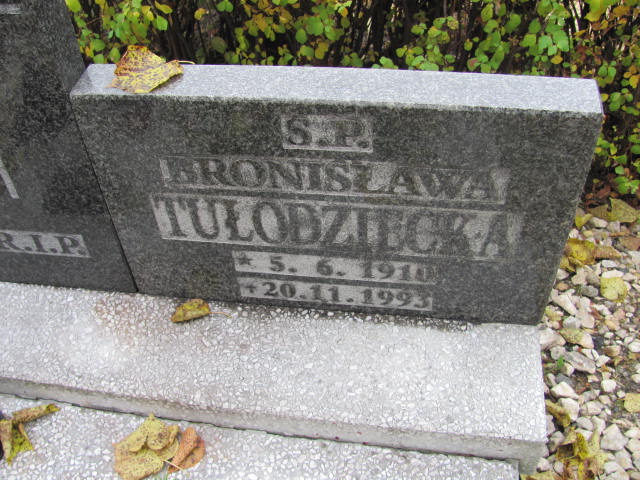 Ś.P.
BRONISŁAWA
TUŁODZIECKA
* 5. 6. 1910
+ 20.11.1993
R.I.P.